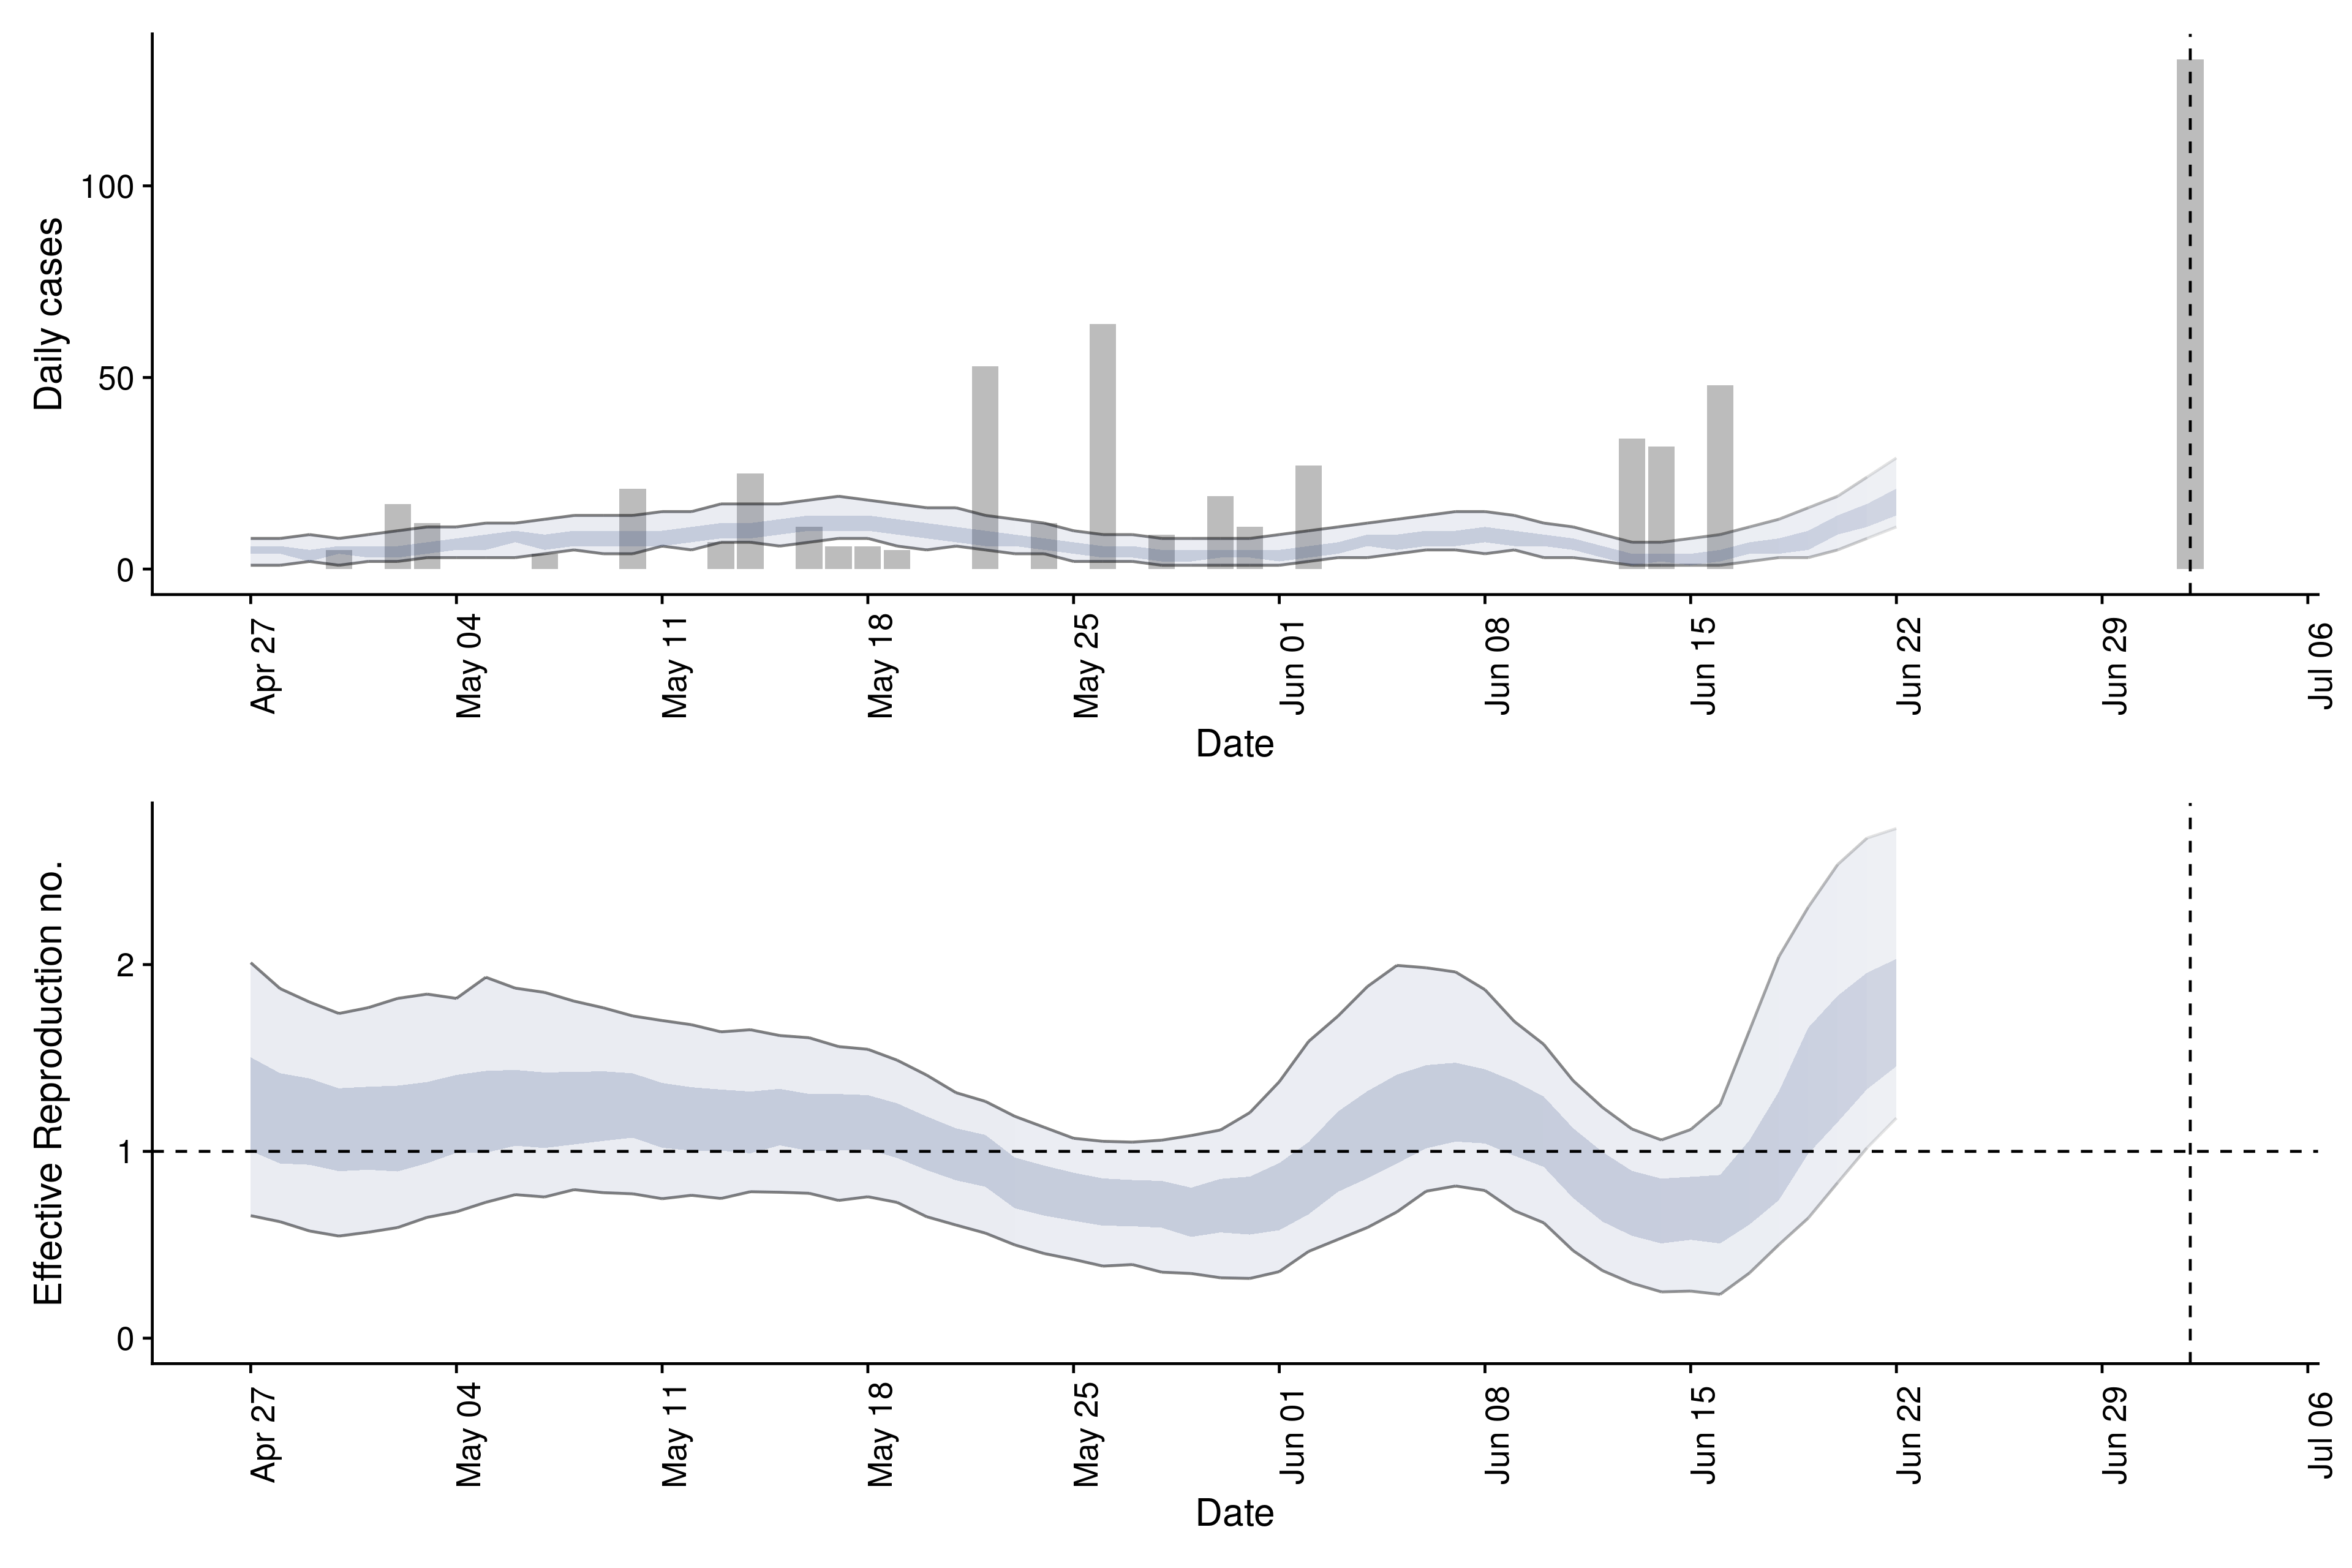 Daily cases
100
50
0
Apr 27
May 04
May 11
May 18
May 25
Jun 01
Jun 08
Jun 15
Jun 22
Jun 29
Jul 06
Date
Effective Reproduction no.
2
1
0
Apr 27
May 04
May 11
May 18
May 25
Jun 01
Jun 08
Jun 15
Jun 22
Jun 29
Jul 06
Date